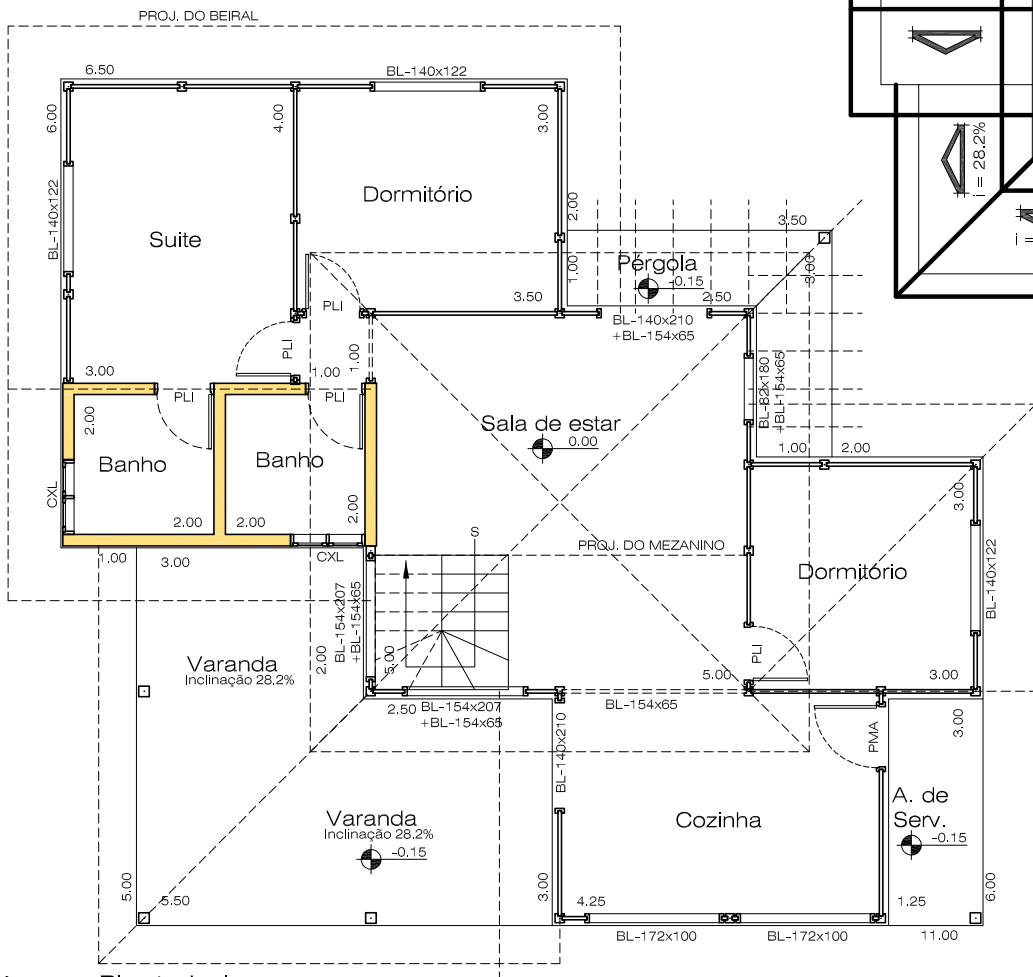 PROJ. DO BEIRAL
6.50
BL-140x122
6.00
4.00
3.00
i = 28.2%
Dormitório
BL-140x122
Suite
2.00
3.50
i =
Pérgola
3.00
1.00
-0.15
3.50
2.50
PLI
BL-140x210
+BL-154x65
PLI
1.00
3.00
1.00
PLI
PLI
BL-82x180
+BL-154x65
2.00
Sala de estar
0.00
Banho
Banho
1.00
2.00
CXL
3.00
2.00
2.00
2.00
S
PROJ. DO MEZANINO
1.00
3.00
CXL
Dormitório
BL-140x122
BL-154x207
+BL-154x65
Varanda
Inclinação 28.2%
2.00
5.00
PLI
5.00
3.00
2.50
BL-154x207
+BL-154x65
BL-154x65
BL-140x210
3.00
PMA
A. de
Serv.
Varanda
Inclinação 28.2%
Cozinha
-0.15
-0.15
5.00
3.00
6.00
5.50
4.25
1.25
BL-172x100
BL-172x100
11.00